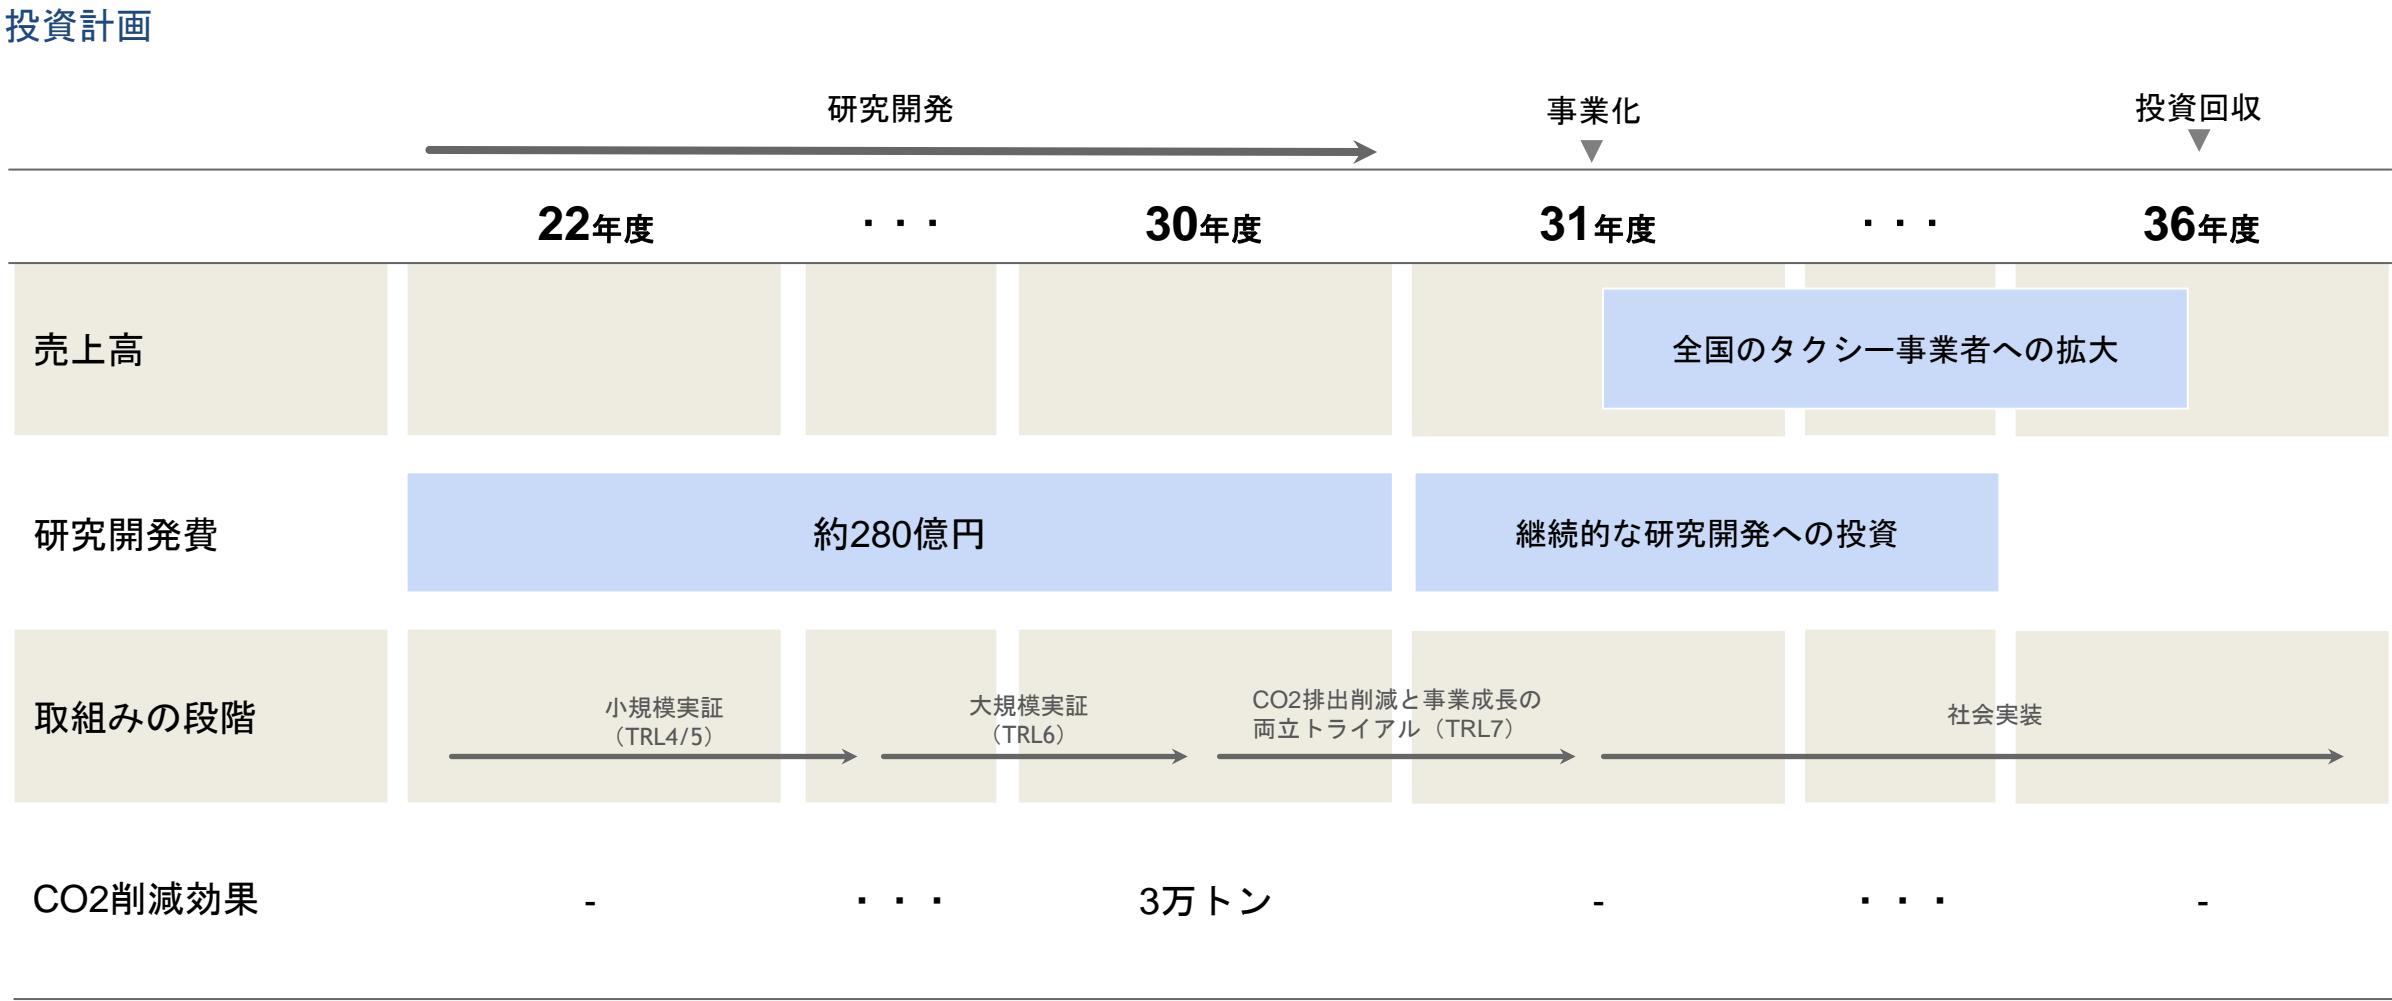 投資計画
研究開発
事業化
投資回収
22年度
・・・
30年度
31年度
・・・
36年度
売上高
全国のタクシー事業者への拡大
研究開発費
約280億円
継続的な研究開発への投資
取組みの段階
小規模実証
（TRL4/5）
大規模実証
（TRL6）
CO2排出削減と事業成長の
両立トライアル（TRL7）
社会実装
CO2削減効果
-
・・・
3万トン
-
・・・
-